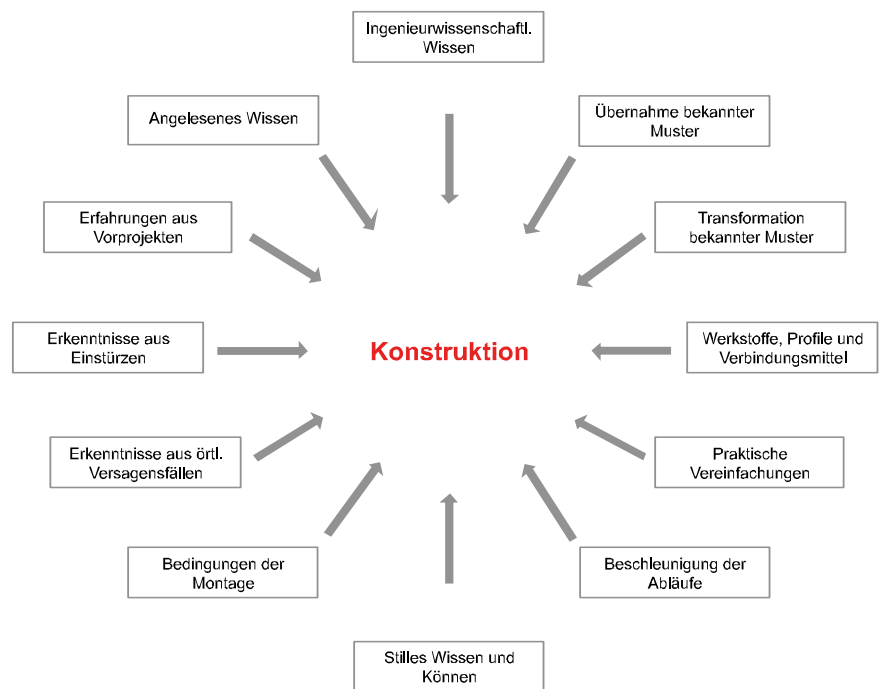 Ingenieurwissenschaftl.
Wissen
Angelesenes Wissen
Übernahme bekannter
Muster
Erfahrungen aus
Vorprojekten
Transformation
bekannter Muster
Erkenntnisse aus
Einstürzen
Konstruktion
Werkstoffe, Profile und
Verbindungsmittel
Erkenntnisse aus örtl.
Versagensfällen
Praktische
Vereinfachungen
Bedingungen der
Montage
Beschleunigung der
Abläufe
Stilles Wissen und
Können